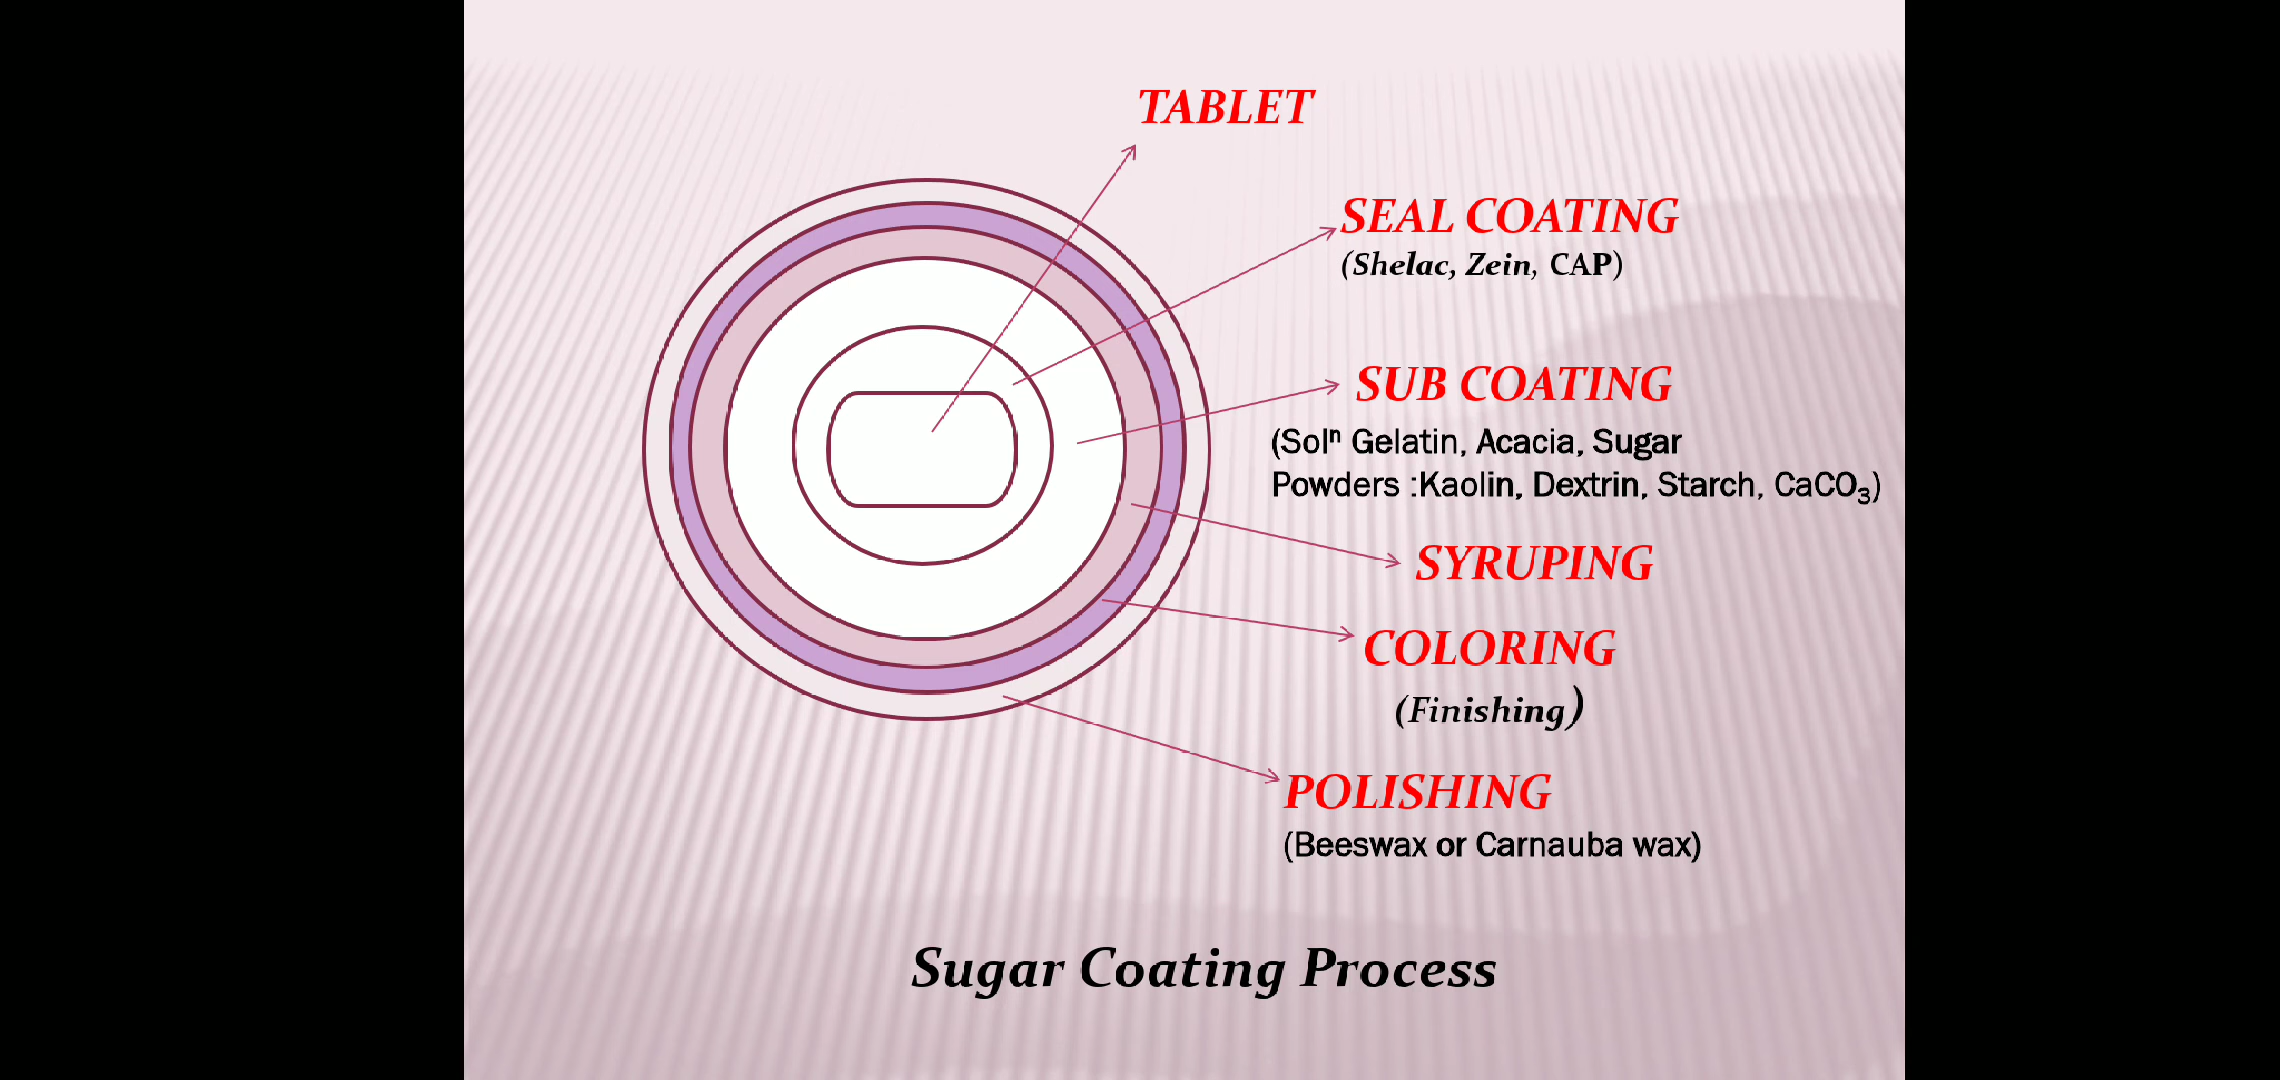 TABLET
SEAL COATING
(Shelac, Zein, CAP)
SUB COATING
(Solⁿ Gelatin, Acacia, Sugar
Powders :Kaolin, Dextrin, Starch, CaCO₃)
SYRUPING
COLORING
(Finishing)
POLISHING
(Beeswax or Carnauba wax)
Sugar Coating Process